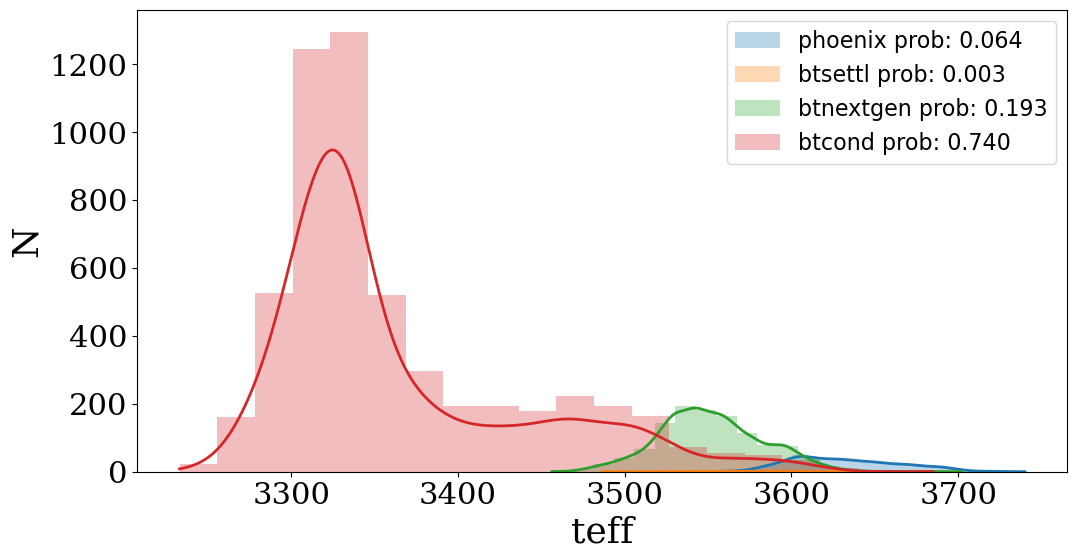 1200
1000
800
600
400
200
0
N
3300 3400 3500 3600 3700
teff
phoenix prob: 0.064
btsettl prob: 0.003
btnextgen prob: 0.193
btcond prob: 0.740